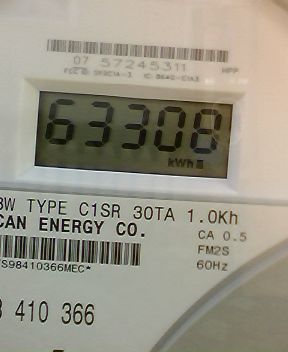 07 57245311
HPP
63308
kWh
3W TYPE C1SR 30TA 1.0Kh
CAN ENERGY CO.
CA 0.5
FM2S
60Hz
S98410366MEC*
410 366